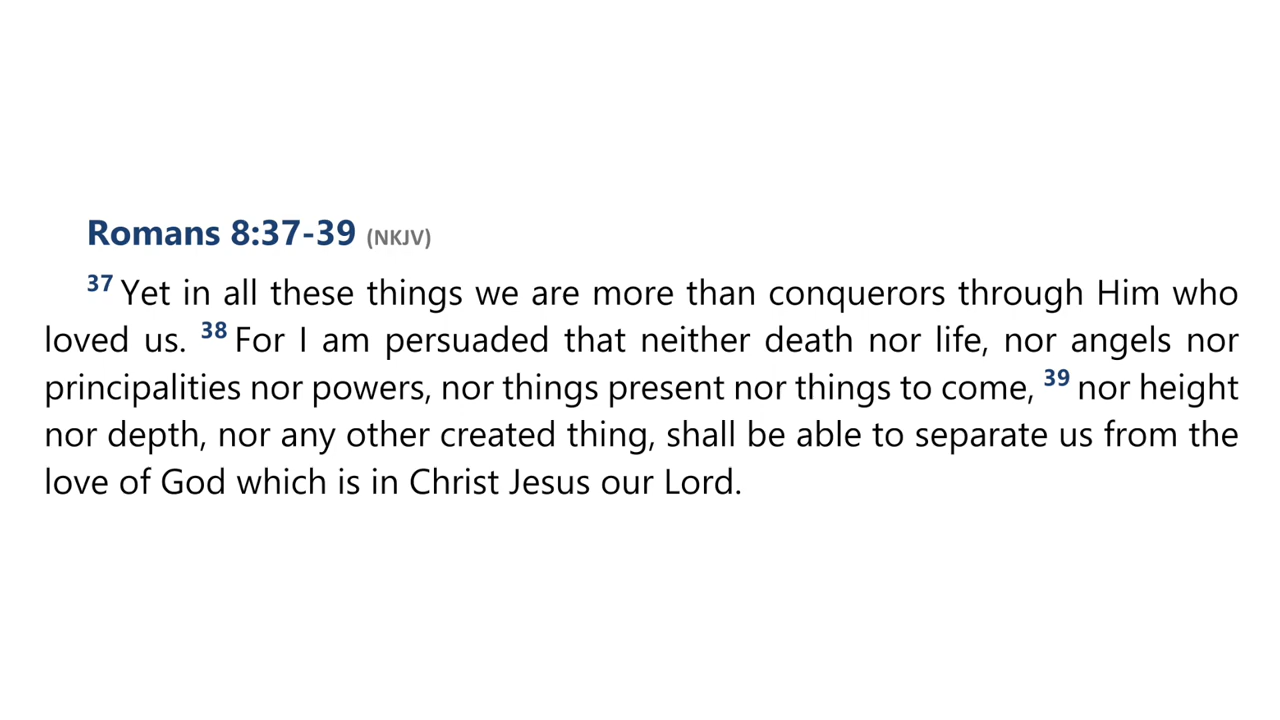 Romans 8:37-39 (NKJV)
37 Yet in all these things we are more than conquerors through Him who
loved us. 38 For I am persuaded that neither death nor life, nor angels nor
principalities nor powers, nor things present nor things to come, 39 nor height
nor depth, nor any other created thing, shall be able to separate us from the
love of God which is in Christ Jesus our Lord.